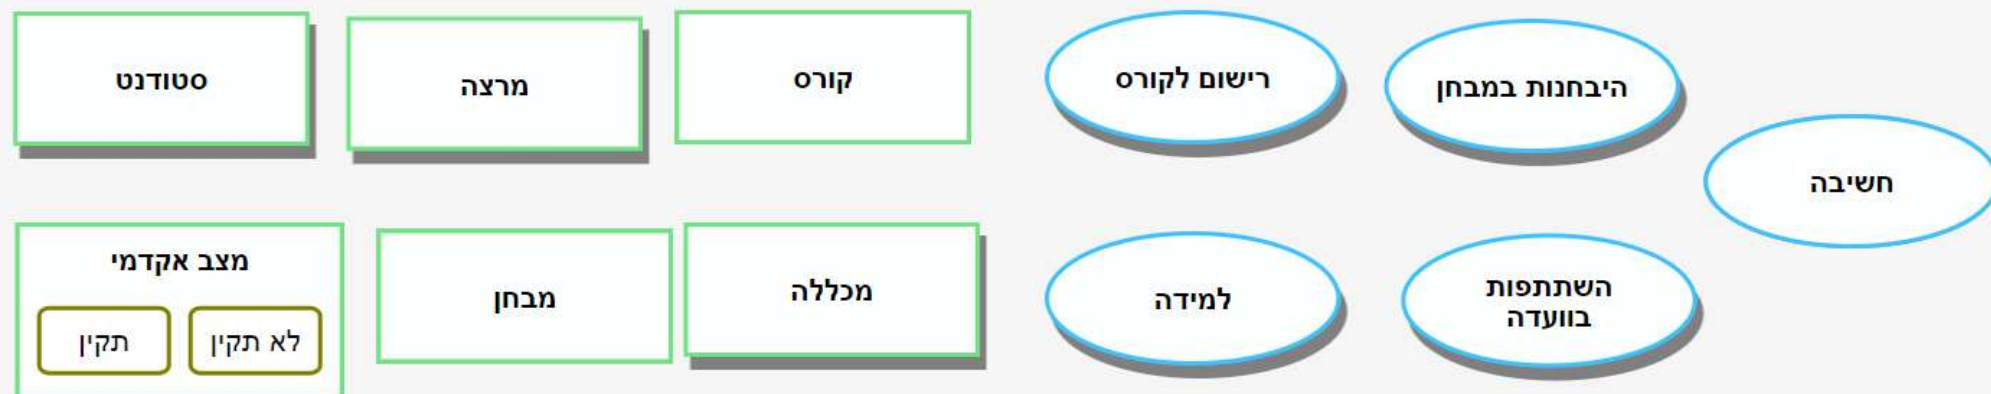 סטודנט
מרצה
קורס
רישום לקורס
היבחנות במבחן
חשיבה
מצב אקדמי
תקין
לא תקין
מבחן
מכללה
למידה
השתתפות
בוועדה